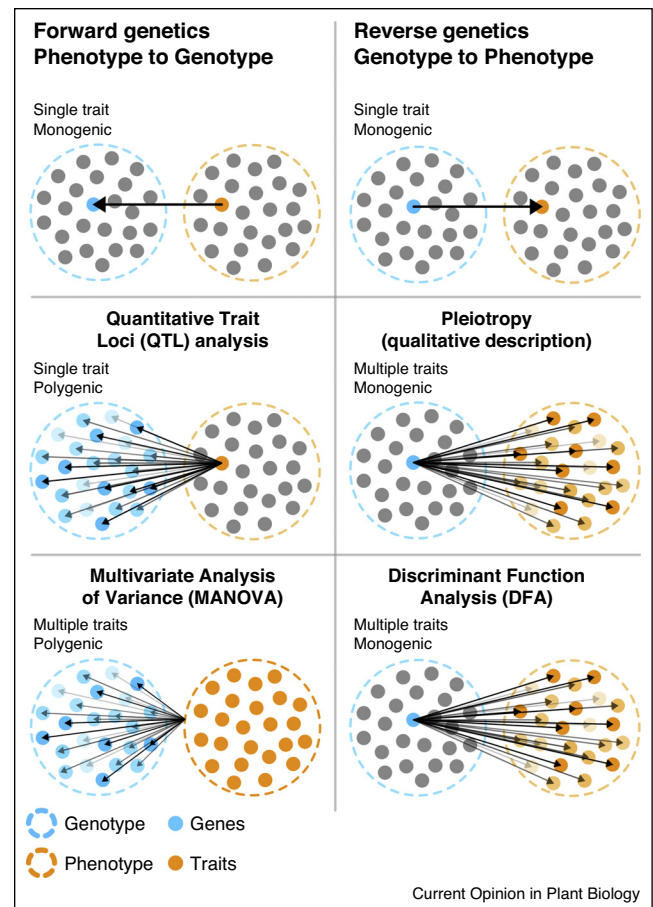 Forward genetics
Phenotype to Genotype
Reverse genetics
Genotype to Phenotype
Single trait
Monogenic
Single trait
Monogenic
Quantitative Trait
Loci (QTL) analysis
Pleiotropy
(qualitative description)
Single trait
Polygenic
Multiple traits
Monogenic
Multivariate Analysis
of Variance (MANOVA)
Discriminant Function
Analysis (DFA)
Multiple traits
Polygenic
Multiple traits
Monogenic
Genotype
Genes
Phenotype
Traits
Current Opinion in Plant Biology